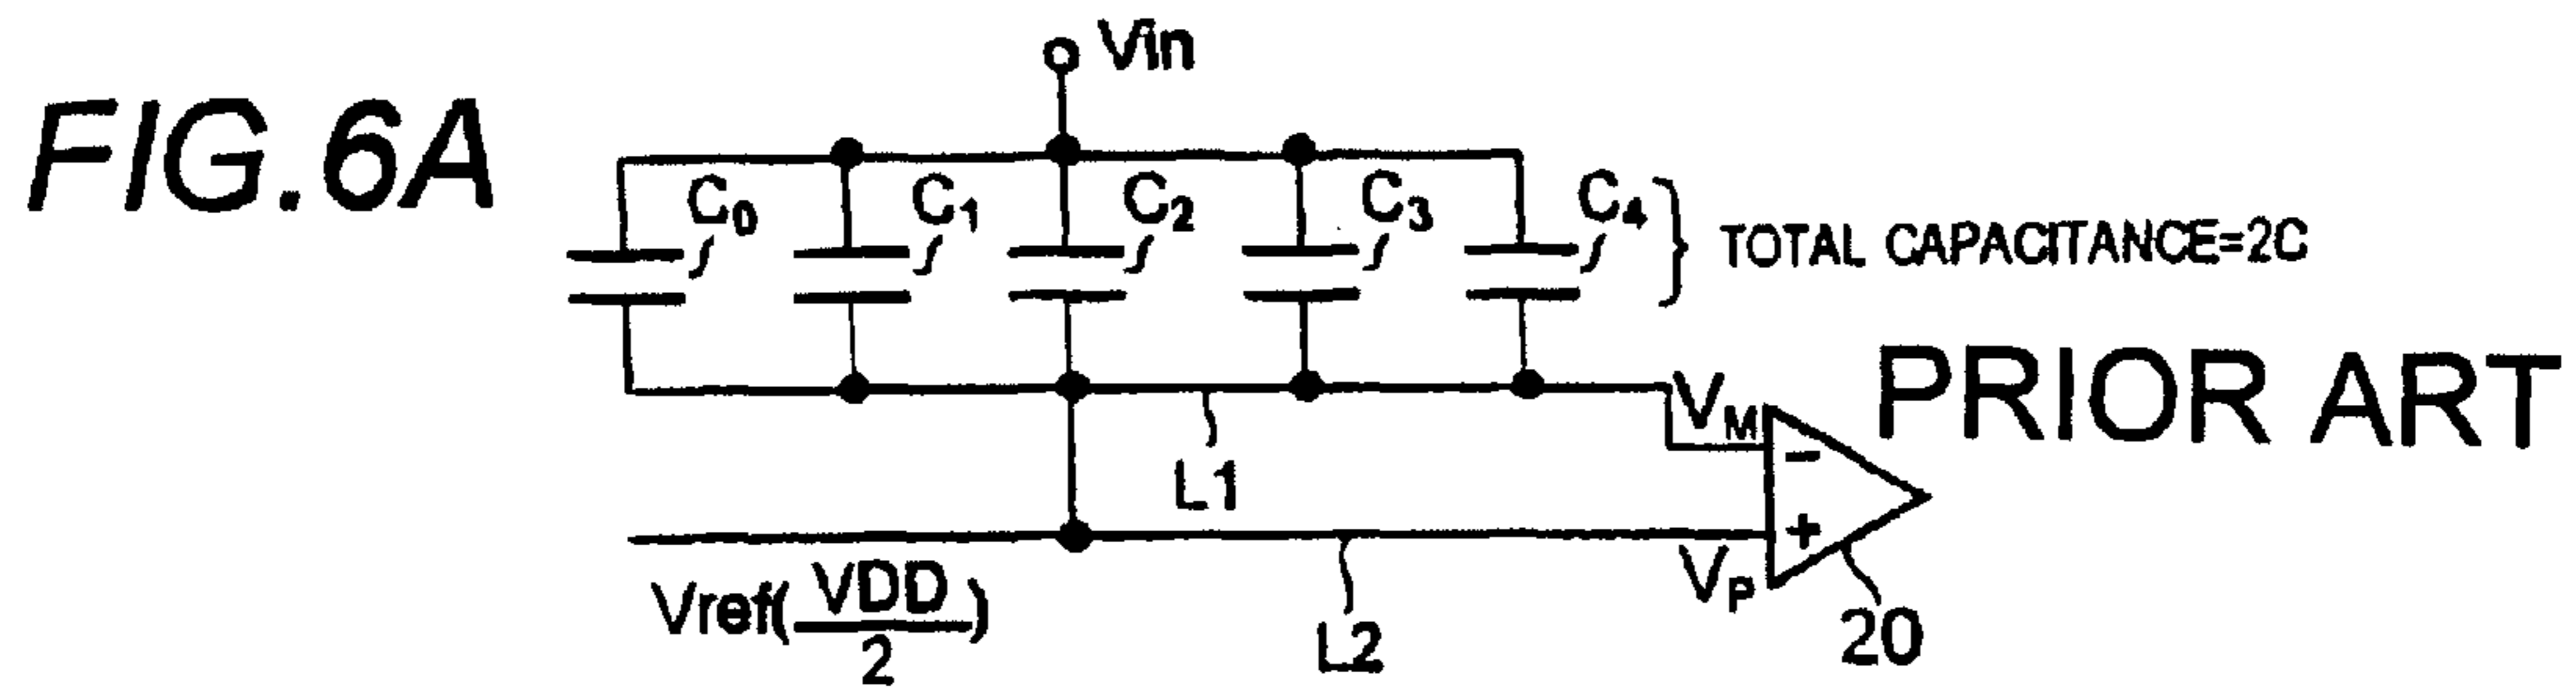 FIG.6A
Vin
C0 C1 C2 C3 C4 } TOTAL CAPACITANCE=2C
PRIOR ART
VM
−
L1
+
VP
Vref(VDD/2)
L2
20